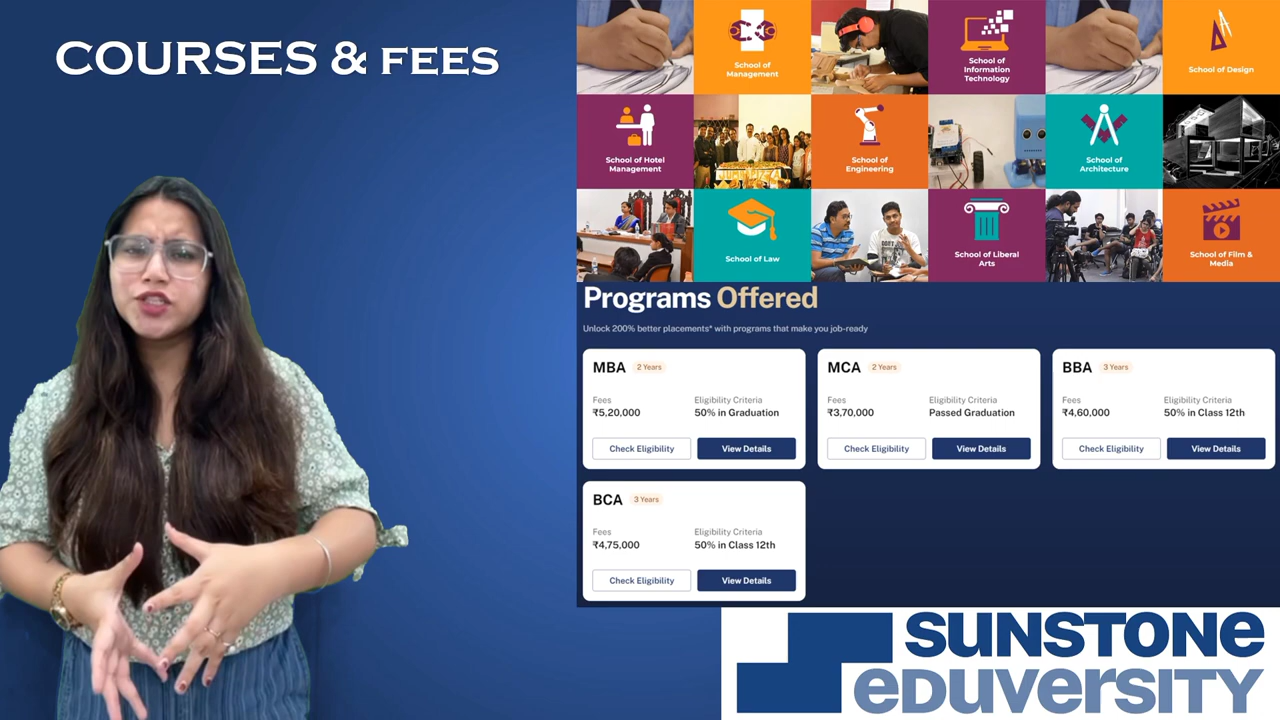 COURSES & FEES
School of
Management
School of
Information
Technology
School of Design
School of Hotel
Management
School of
Engineering
School of
Architecture
School of Law
School of Liberal
Arts
School of Film &
Media
Programs Offered
Unlock 200% better placements* with programs that make you job-ready
MBA 2 Years
Fees Eligibility Criteria
₹5,20,000 50% in Graduation
Check Eligibility View Details
MCA 2 Years
Fees Eligibility Criteria
₹3,70,000 Passed Graduation
Check Eligibility View Details
BBA 3 Years
Fees Eligibility Criteria
₹4,60,000 50% in Class 12th
Check Eligibility View Details
BCA 3 Years
Fees Eligibility Criteria
₹4,75,000 50% in Class 12th
Check Eligibility View Details
SUNSTONe
eDUVerSITY